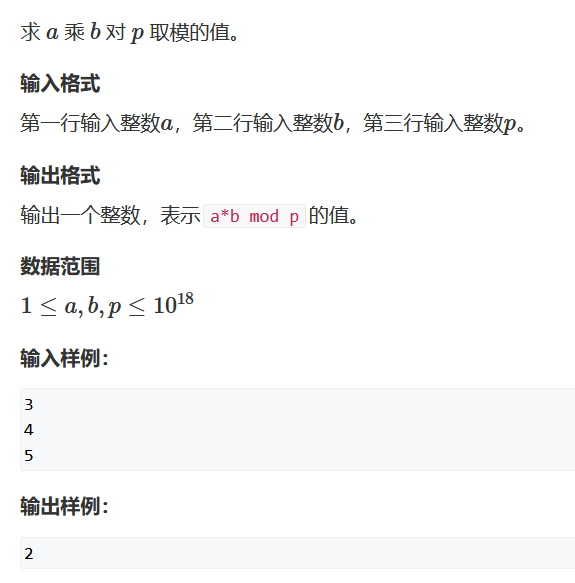 求 a 乘 b 对 p 取模的值。
输入格式
第一行输入整数a，第二行输入整数b，第三行输入整数p。
输出格式
输出一个整数，表示 a*b mod p 的值。
数据范围
1 ≤ a, b, p ≤ 10^18
输入样例：
3
4
5
输出样例：
2